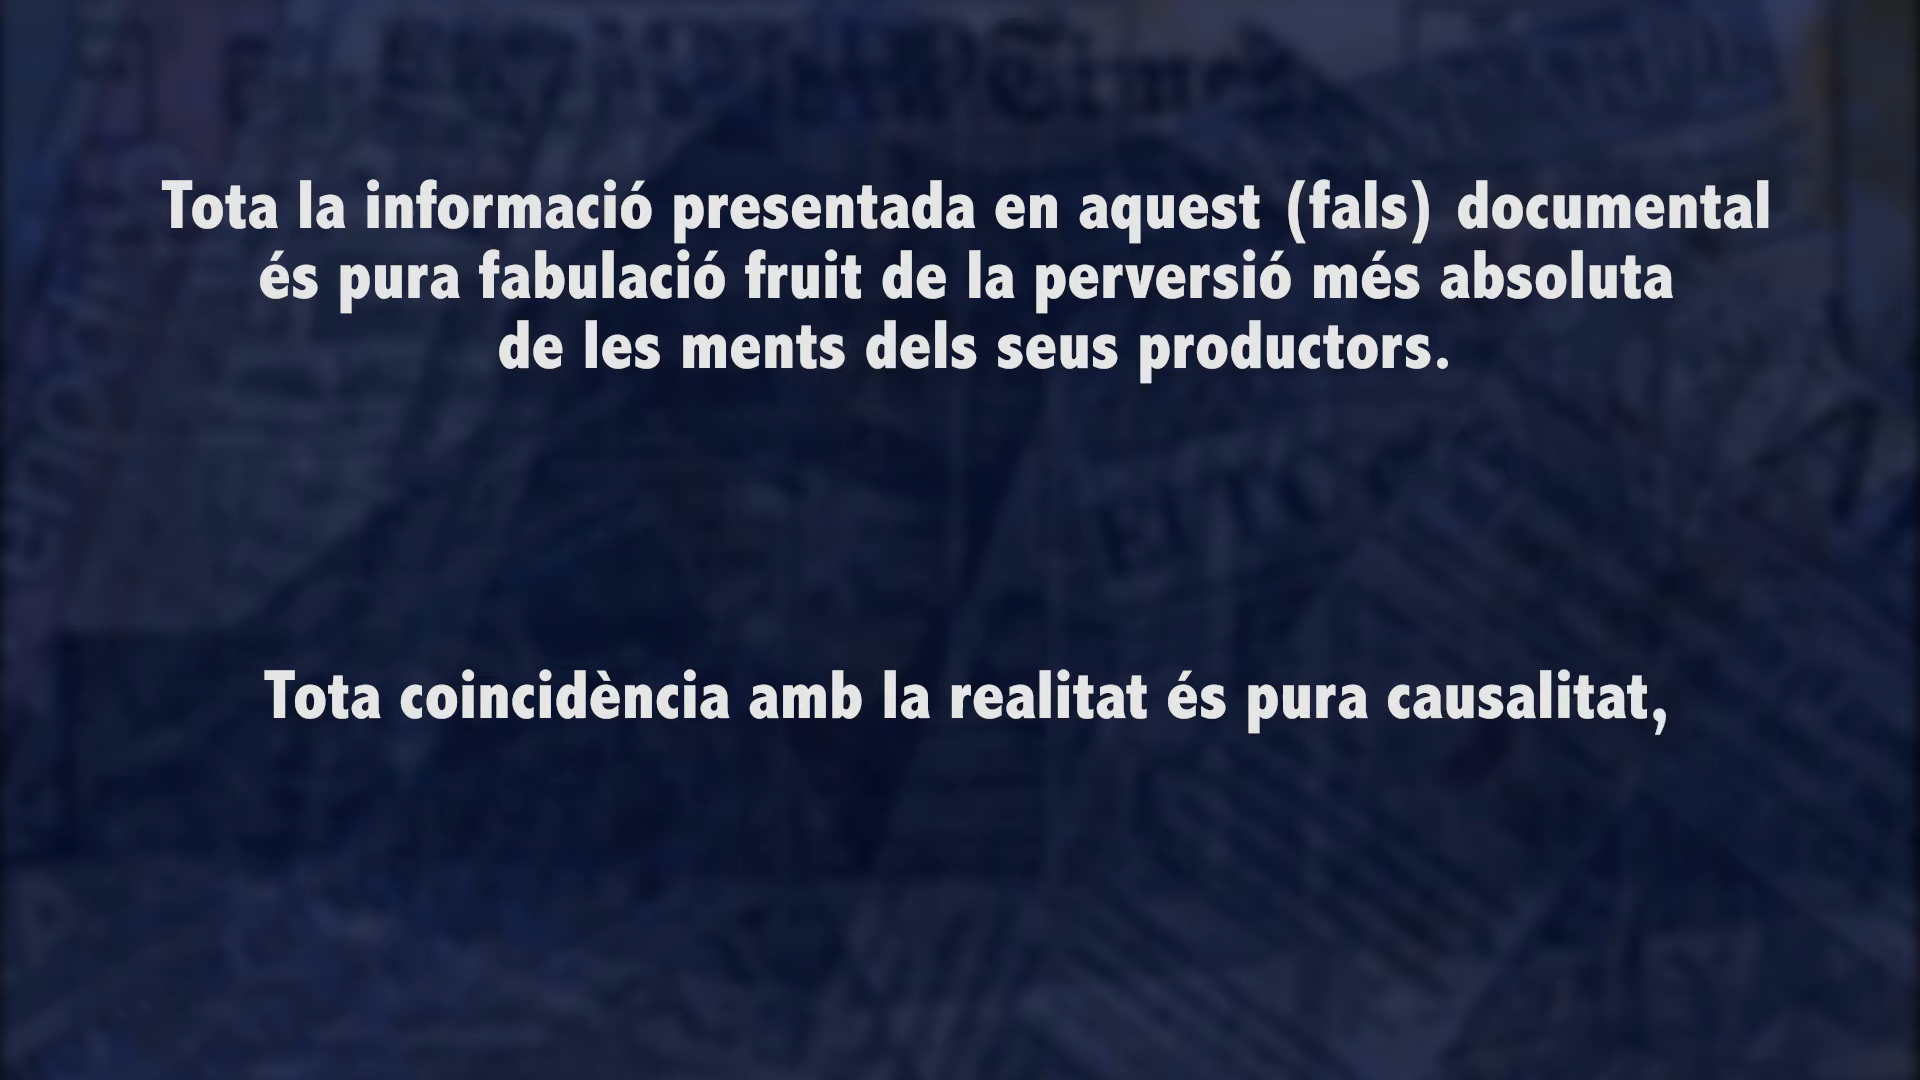 Tota la informació presentada en aquest (fals) documental
és pura fabulació fruit de la perversió més absoluta
de les ments dels seus productors.
Tota coincidència amb la realitat és pura causalitat,